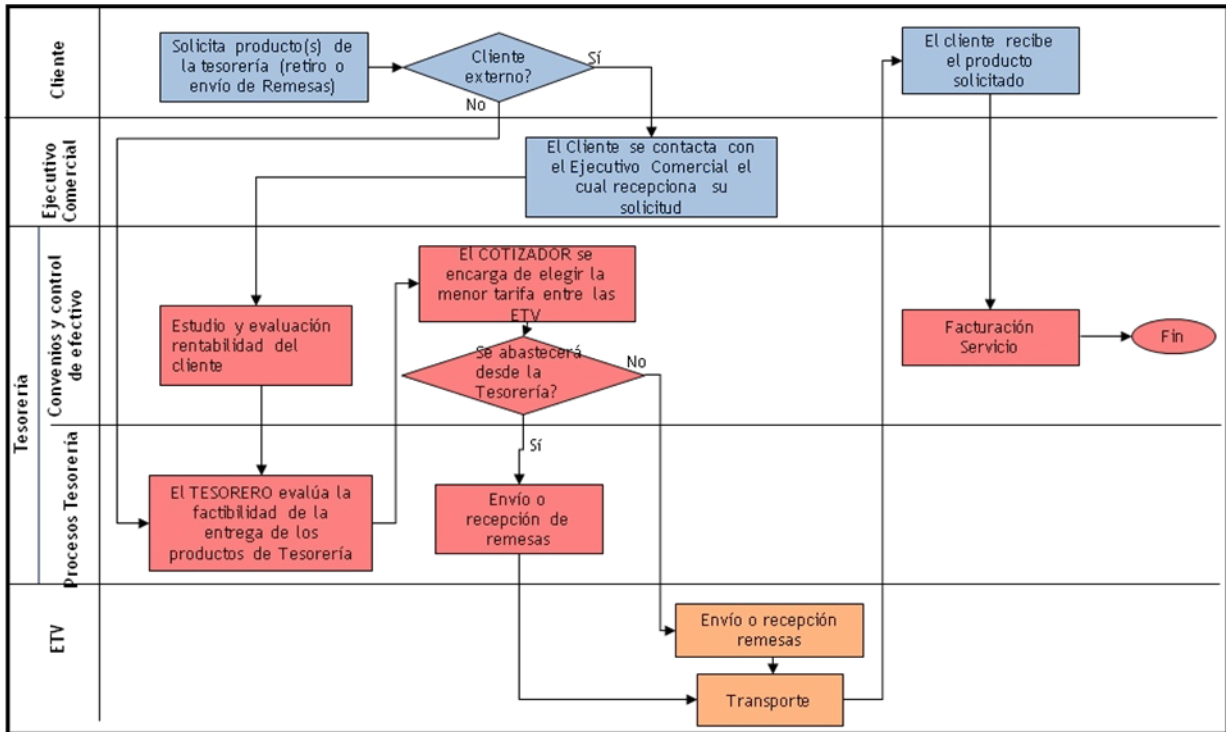 Cliente
Solicita producto(s) de
la tesorería (retiro o
envío de Remesas)
Cliente
externo?
Sí
No
El cliente recibe
el producto
solicitado
Ejecutivo
Comercial
El Cliente se contacta con
el Ejecutivo Comercial el
cual recepciona su
solicitud
Tesorería
Convenios y control
de efectivo
Estudio y evaluación
rentabilidad del
cliente
El COTIZADOR se
encarga de elegir la
menor tarifa entre las
ETV
Se abastecerá
desde la
Tesorería?
No
Sí
Facturación
Servicio
Fin
Procesos Tesorería
El TESORERO evalúa la
factibilidad de la
entrega de los
productos de Tesorería
Envío o
recepción de
remesas
ETV
Envío o recepción
remesas
Transporte